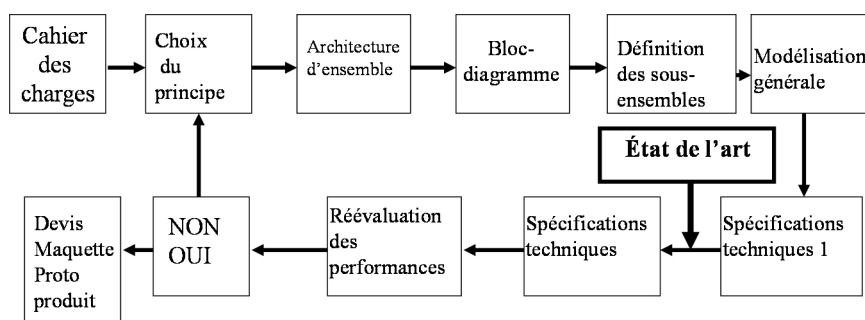 Cahier
des
charges
Choix
du
principe
Architecture
d'ensemble
Bloc-
diagramme
Définition
des sous-
ensembles
Modélisation
générale
État de l'art
Devis
Maquette
Proto
produit
NON
OUI
Réévaluation
des
performances
Spécifications
techniques
Spécifications
techniques 1